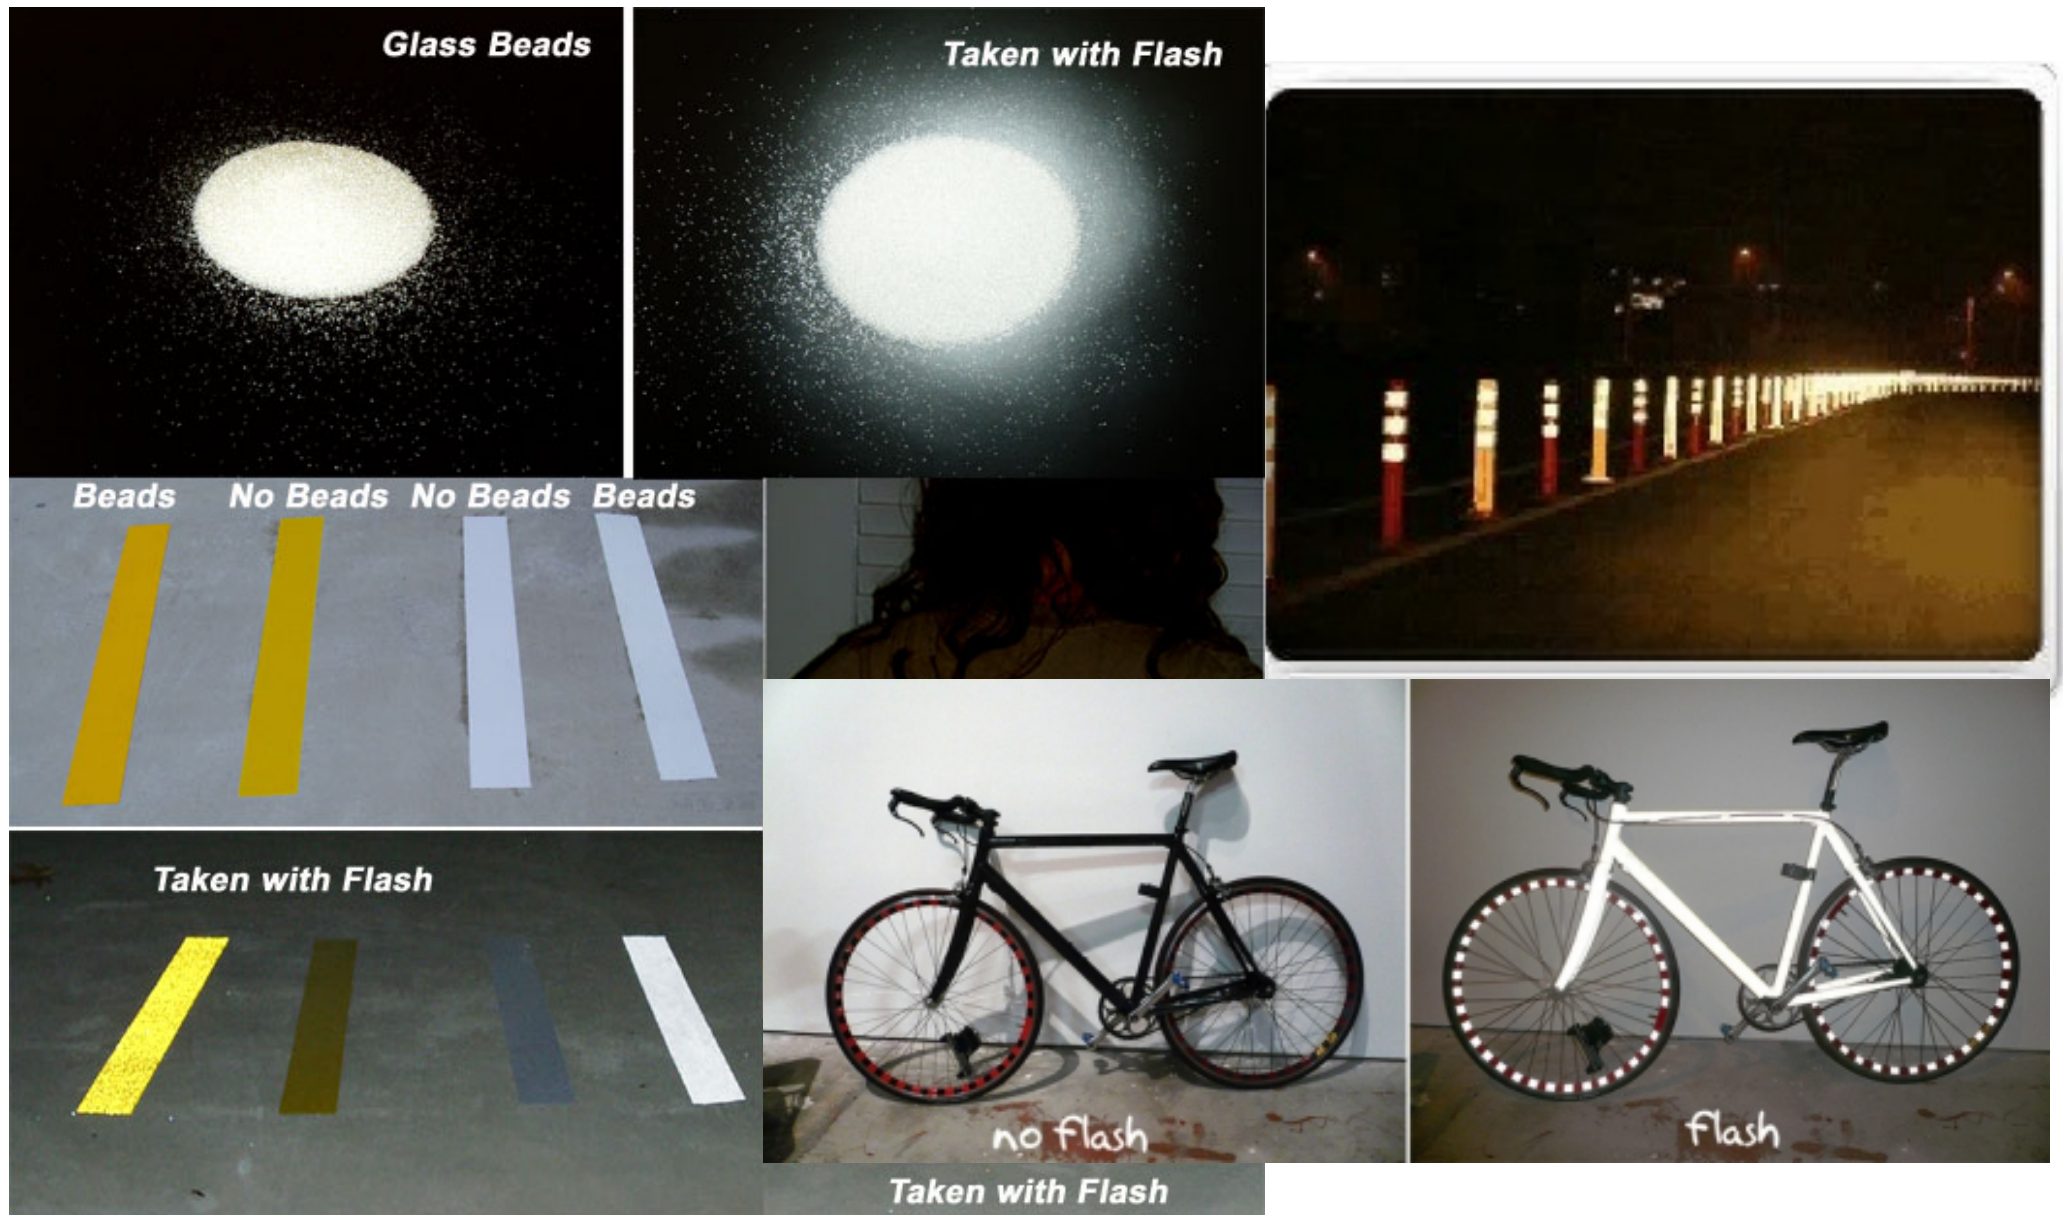 Glass Beads
Taken with Flash
Beads
No Beads
No Beads
Beads
Taken with Flash
no flash
flash
Taken with Flash